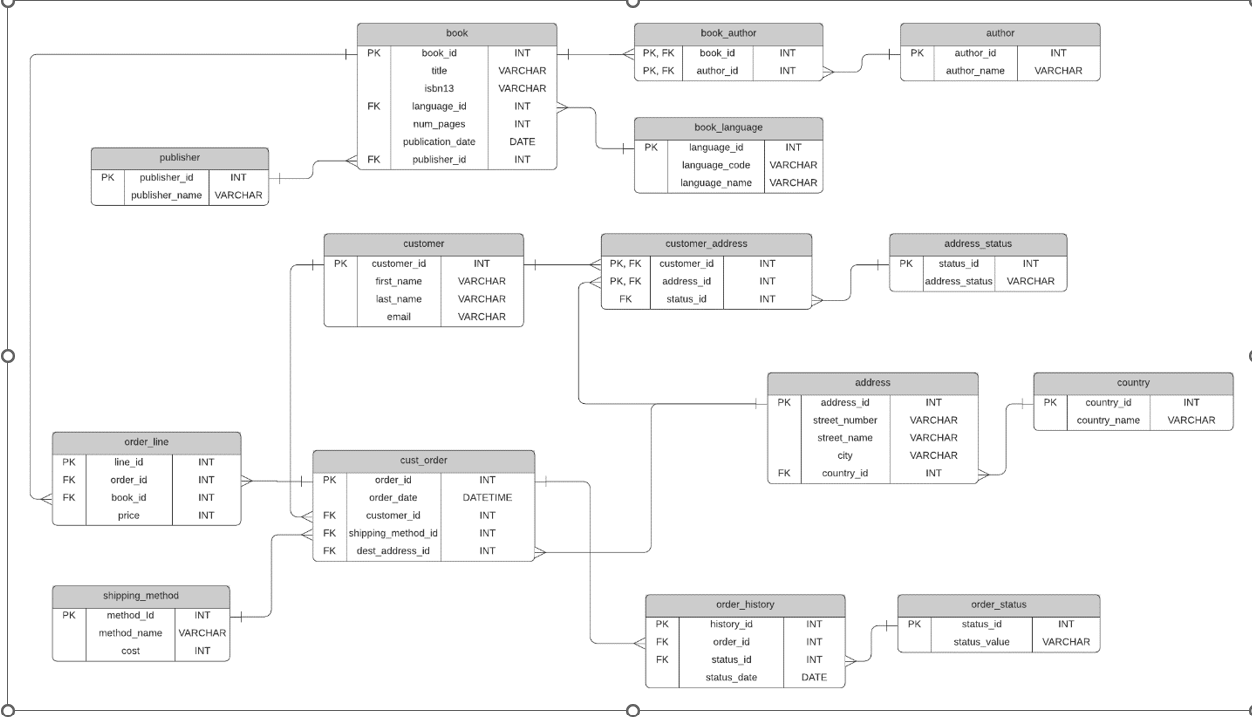 book
PK book_id INT
title VARCHAR
isbn13 VARCHAR
FK language_id INT
num_pages INT
publication_date DATE
FK publisher_id INT
book_author
PK, FK book_id INT
PK, FK author_id INT
author
PK author_id INT
author_name VARCHAR
book_language
PK language_id INT
language_code VARCHAR
language_name VARCHAR
publisher
PK publisher_id INT
publisher_name VARCHAR
customer
PK customer_id INT
first_name VARCHAR
last_name VARCHAR
email VARCHAR
customer_address
PK, FK customer_id INT
PK, FK address_id INT
FK status_id INT
address_status
PK status_id INT
address_status VARCHAR
address
PK address_id INT
street_number VARCHAR
street_name VARCHAR
city VARCHAR
FK country_id INT
country
PK country_id INT
country_name VARCHAR
order_line
PK line_id INT
FK order_id INT
FK book_id INT
price INT
cust_order
PK order_id INT
order_date DATETIME
FK customer_id INT
FK shipping_method_id INT
FK dest_address_id INT
shipping_method
PK method_Id INT
method_name VARCHAR
cost INT
order_history
PK history_id INT
FK order_id INT
FK status_id INT
status_date DATE
order_status
PK status_id INT
status_value VARCHAR